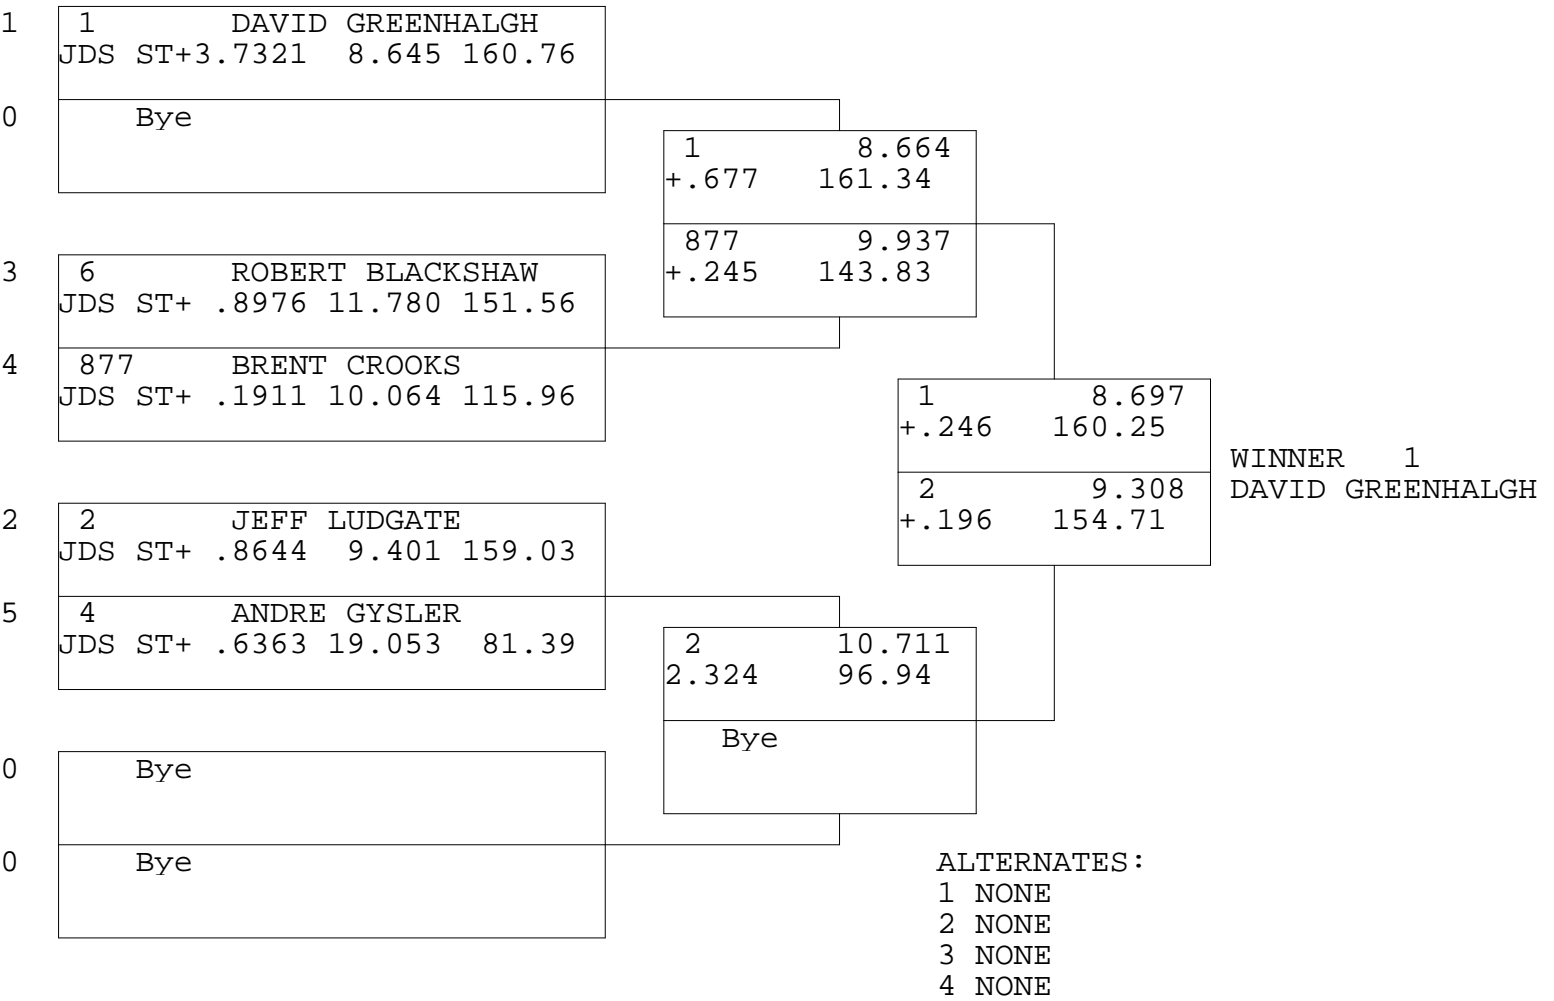 1 1 DAVID GREENHALGH
JDS ST+3.7321 8.645 160.76
0 Bye
3 6 ROBERT BLACKSHAW
JDS ST+ .8976 11.780 151.56
4 877 BRENT CROOKS
JDS ST+ .1911 10.064 115.96
2 2 JEFF LUDGATE
JDS ST+ .8644 9.401 159.03
5 4 ANDRE GYSLER
JDS ST+ .6363 19.053 81.39
0 Bye
0 Bye
1 8.664
+.677 161.34
877 9.937
+.245 143.83
2 10.711
2.324 96.94
Bye
1 8.697
+.246 160.25
2 9.308
+.196 154.71
WINNER 1
DAVID GREENHALGH
ALTERNATES:
1 NONE
2 NONE
3 NONE
4 NONE